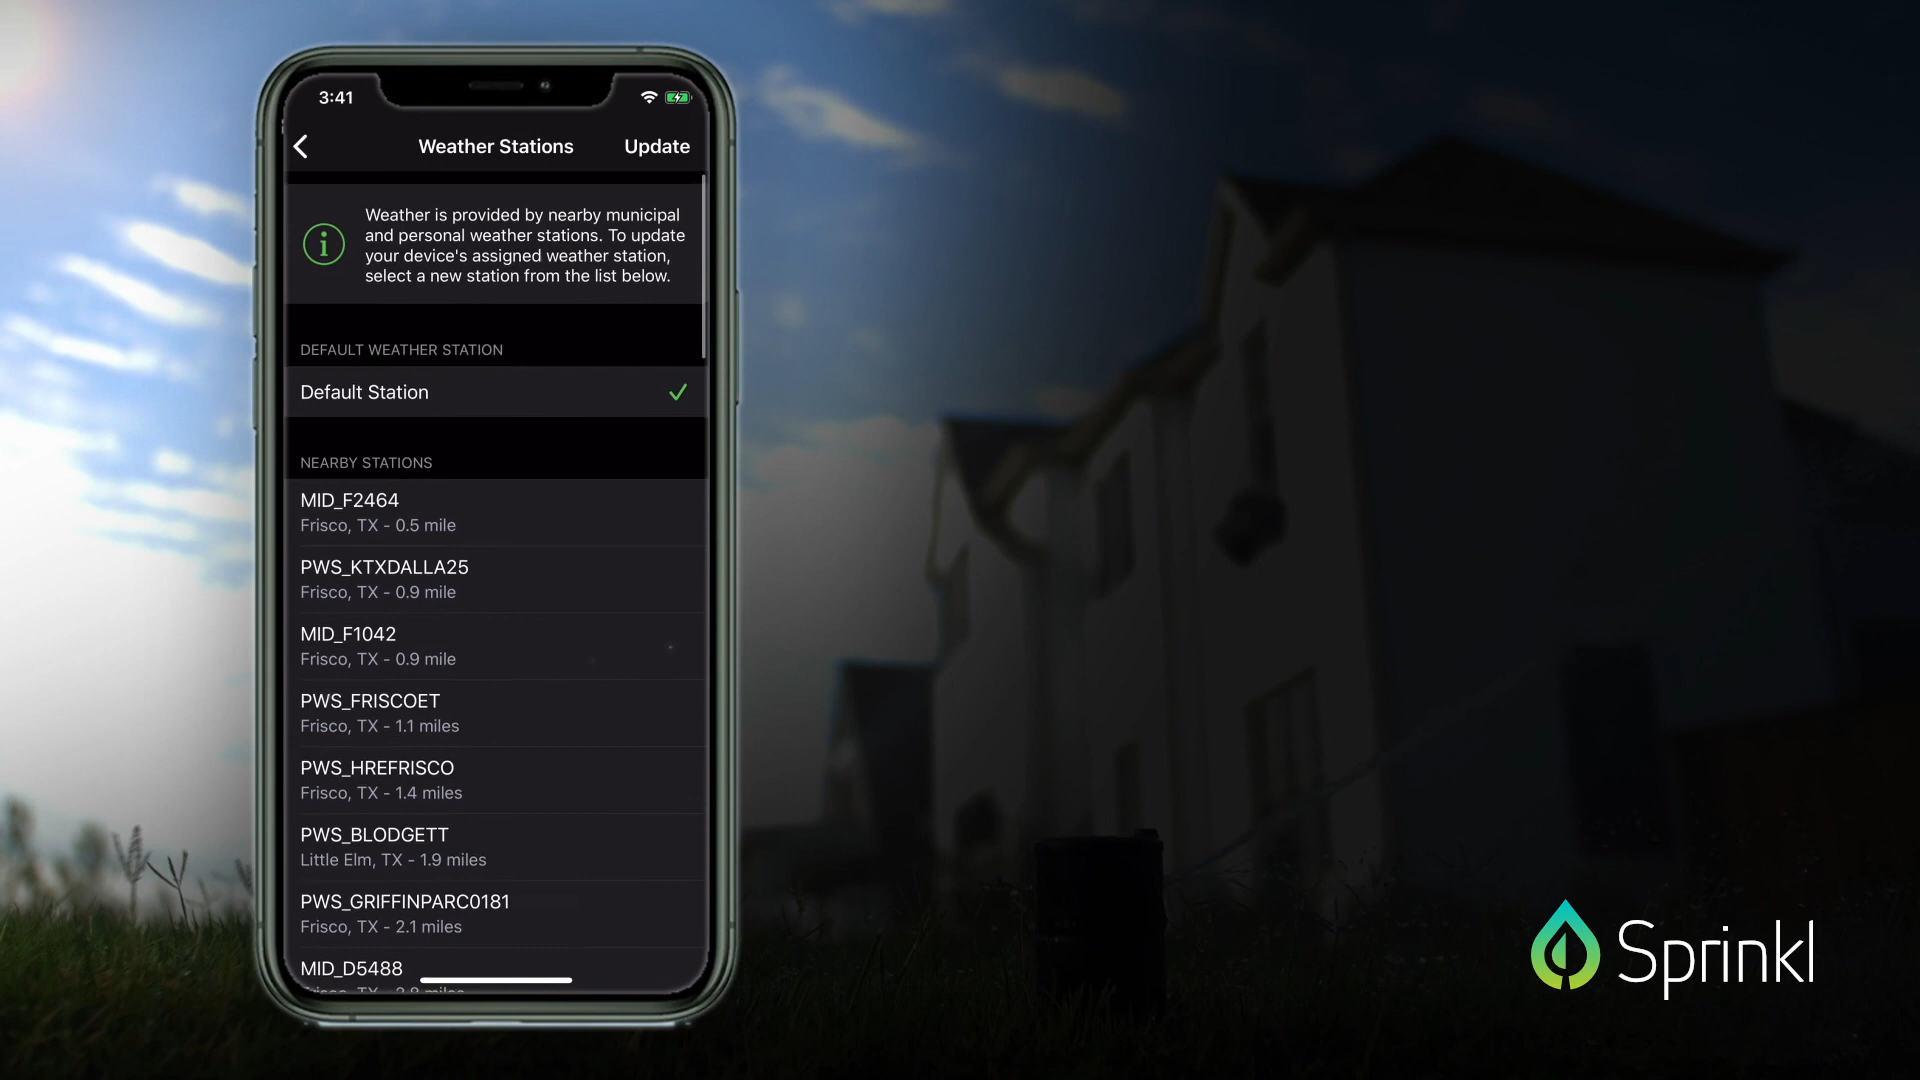 3:41
Weather Stations
Update
Weather is provided by nearby municipal
and personal weather stations. To update
your device's assigned weather station,
select a new station from the list below.
DEFAULT WEATHER STATION
Default Station
NEARBY STATIONS
MID_F2464
Frisco, TX - 0.5 mile
PWS_KTXDALLA25
Frisco, TX - 0.9 mile
MID_F1042
Frisco, TX - 0.9 mile
PWS_FRISCOET
Frisco, TX - 1.1 miles
PWS_HREFRISCO
Frisco, TX - 1.4 miles
PWS_BLODGETT
Little Elm, TX - 1.9 miles
PWS_GRIFFINPARC0181
Frisco, TX - 2.1 miles
MID_D5488
Sprinkl